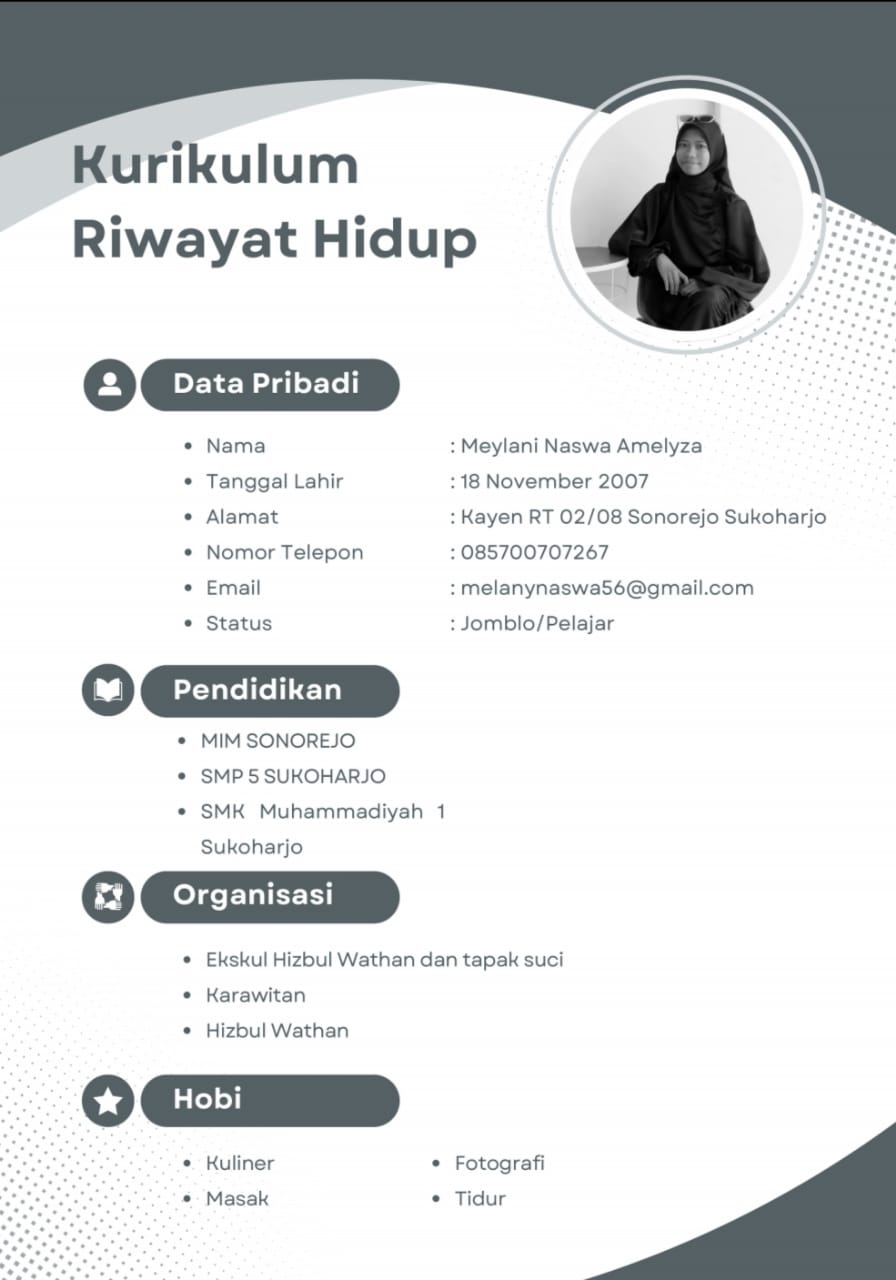 Kurikulum
Riwayat Hidup
Data Pribadi
Nama : Meylani Naswa Amelyza
Tanggal Lahir : 18 November 2007
Alamat : Kayen RT 02/08 Sonorejo Sukoharjo
Nomor Telepon : 085700707267
Email : melanynaswa56@gmail.com
Status : Jomblo/Pelajar
Pendidikan
MIM SONOREJO
SMP 5 SUKOHARJO
SMK Muhammadiyah 1
Sukoharjo
Organisasi
Ekskul Hizbul Wathan dan tapak suci
Karawitan
Hizbul Wathan
Hobi
Kuliner
Masak
Fotografi
Tidur